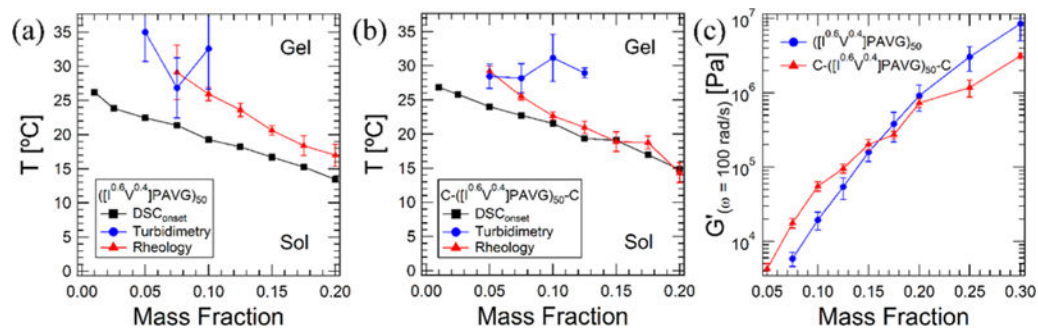 (a)
T [ºC]
35
30
25
20
15
10
5
0
Gel
([I^0.6V^0.4]PAVG)50
DSConset
Turbidimetry
Rheology
Sol
0.00 0.05 0.10 0.15 0.20
Mass Fraction
(b)
T [ºC]
35
30
25
20
15
10
5
0
Gel
C-([I^0.6V^0.4]PAVG)50-C
DSConset
Turbidimetry
Rheology
Sol
0.00 0.05 0.10 0.15 0.20
Mass Fraction
(c)
G'(ω = 100 rad/s) [Pa]
10^7
10^6
10^5
10^4
([I^0.6V^0.4]PAVG)50
C-([I^0.6V^0.4]PAVG)50-C
0.05 0.10 0.15 0.20 0.25 0.30
Mass Fraction